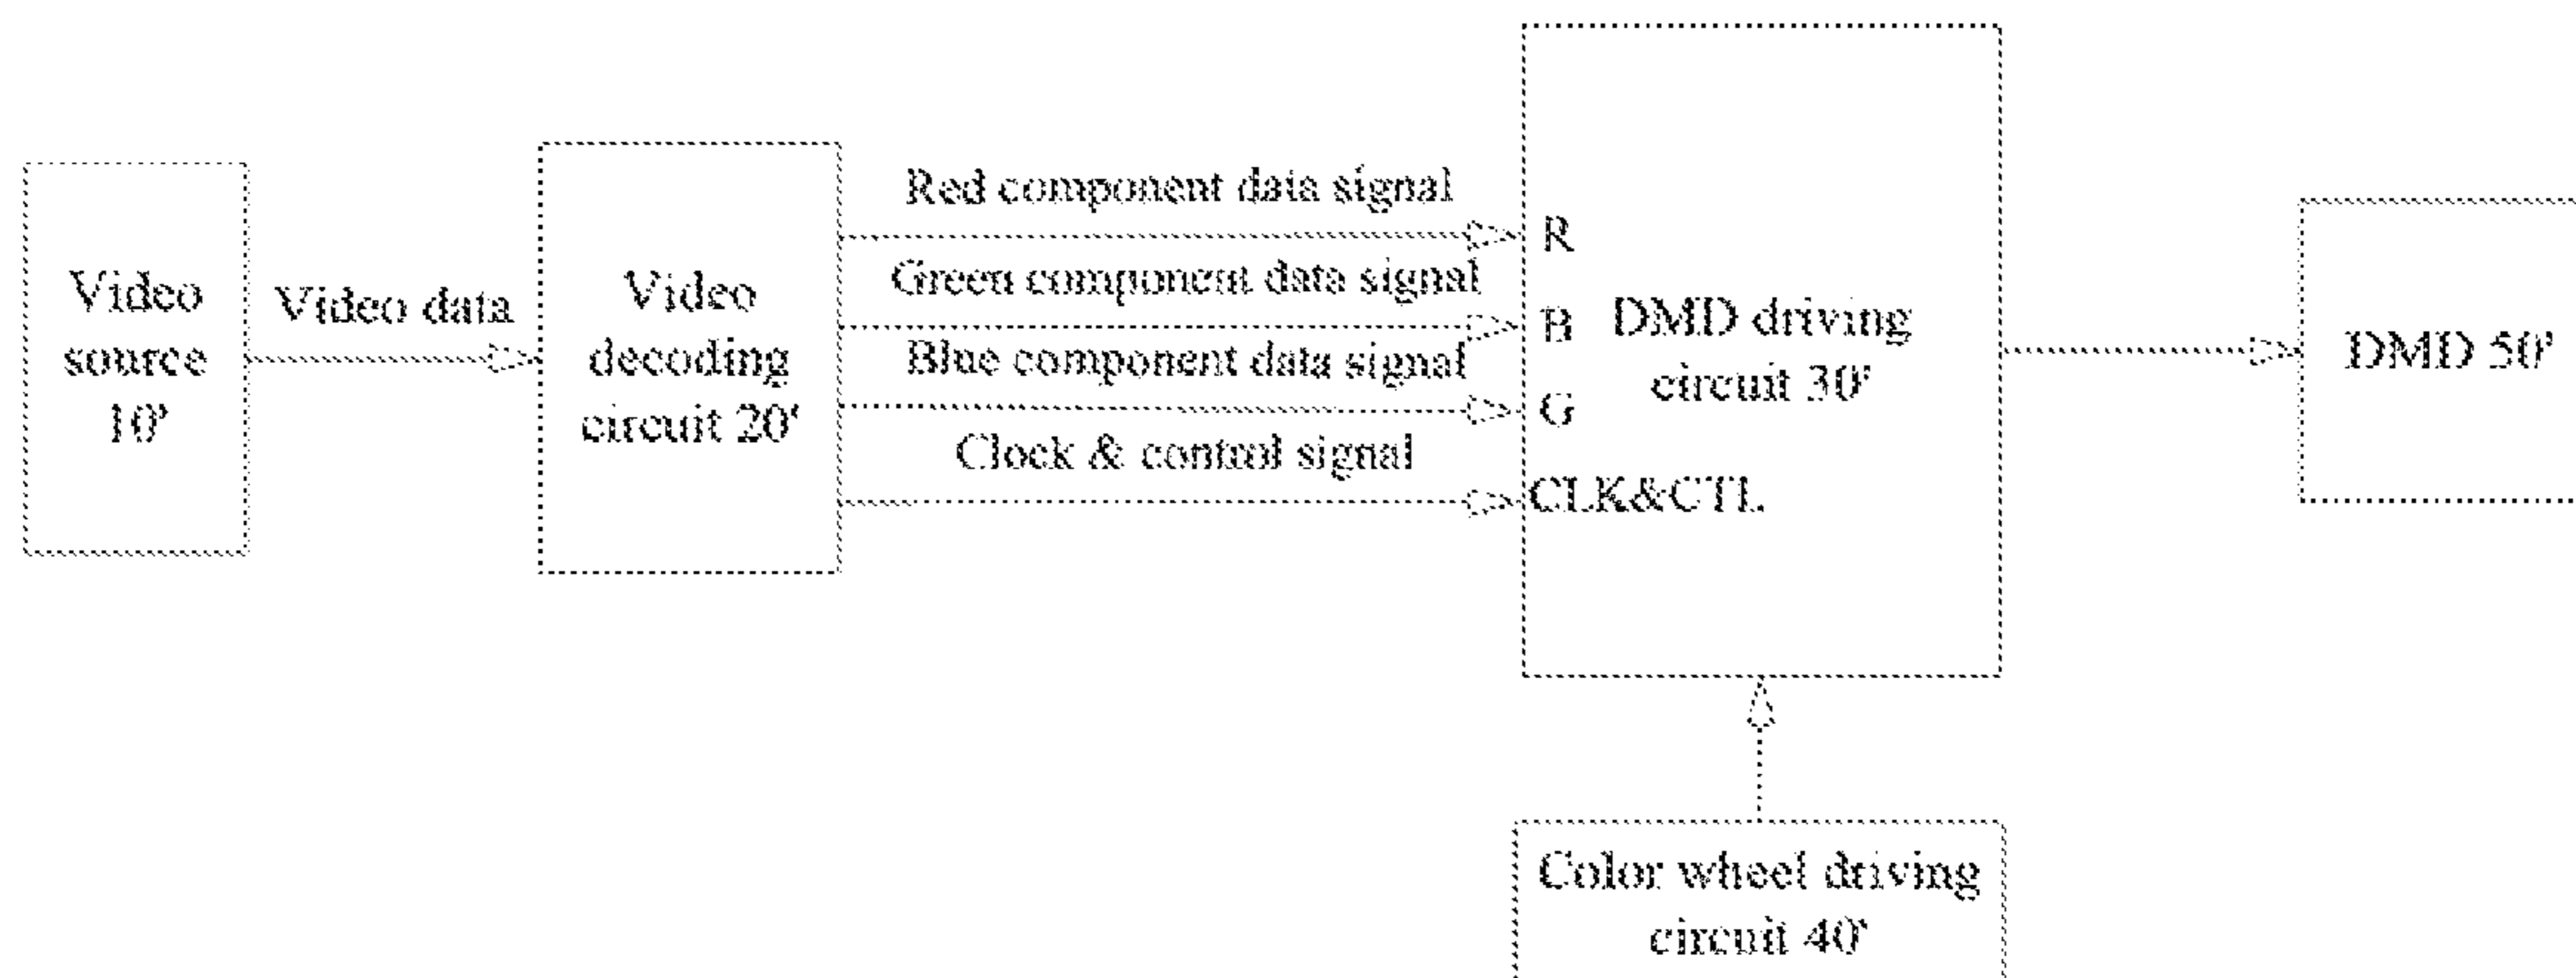 Video
source
10'
Video data
Video
decoding
circuit 20'
Red component data signal
Green component data signal
Blue component data signal
Clock & control signal
R
B
G
CLK&CTL
DMD driving
circuit 30'
DMD 50'
Color wheel driving
circuit 40'